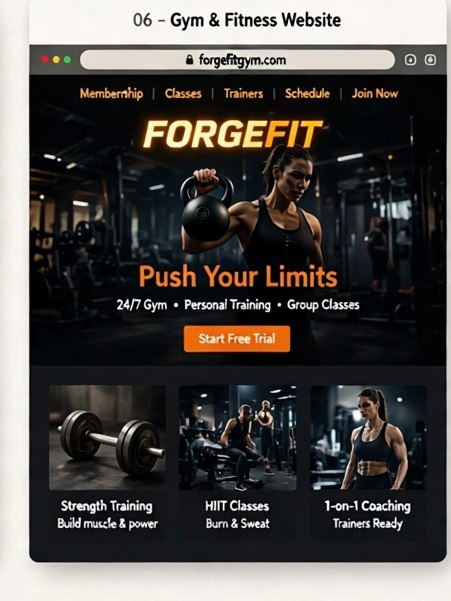 06 – Gym & Fitness Website
forgefitgym.com
Membership | Classes | Trainers | Schedule | Join Now
FORGEFIT
Push Your Limits
24/7 Gym • Personal Training • Group Classes
Start Free Trial
Strength Training
Build muscle & power
HIIT Classes
Burn & Sweat
1-on-1 Coaching
Trainers Ready